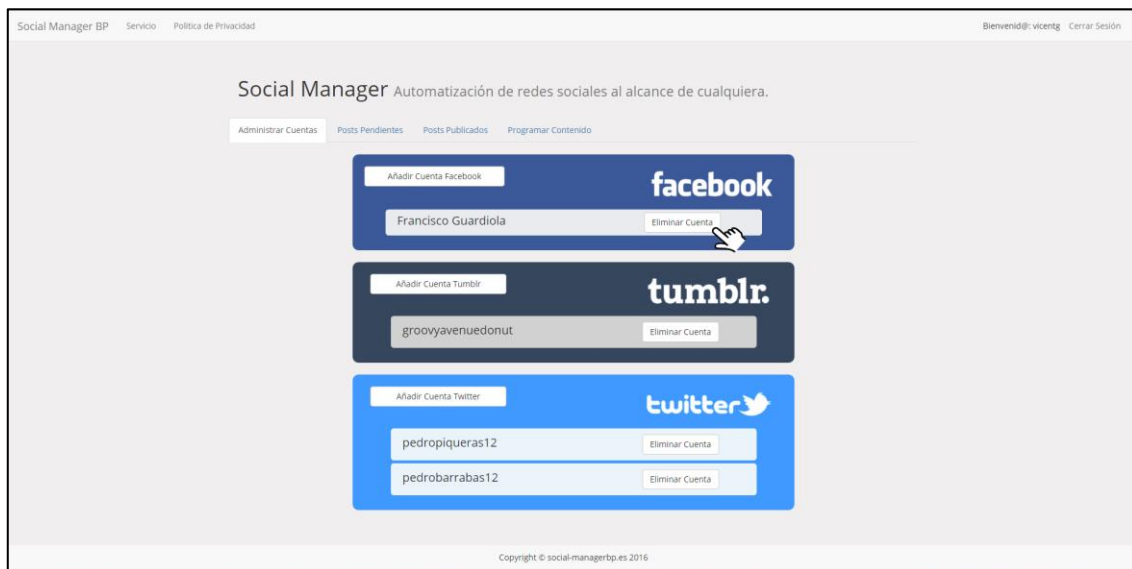 Social Manager BP Servicio Politica de Privacidad Bienvenid@: vicentg Cerrar Sesión
Social Manager Automatización de redes sociales al alcance de cualquiera.
Administrar Cuentas Posts Pendientes Posts Publicados Programar Contenido
Añadir Cuenta Facebook facebook
Francisco Guardiola Eliminar Cuenta
Añadir Cuenta Tumblr tumblr.
groovyavenuedonut Eliminar Cuenta
Añadir Cuenta Twitter twitter
pedropiqueras12 Eliminar Cuenta
pedrobarrabas12 Eliminar Cuenta
Copyright © social-managerbp.es 2016